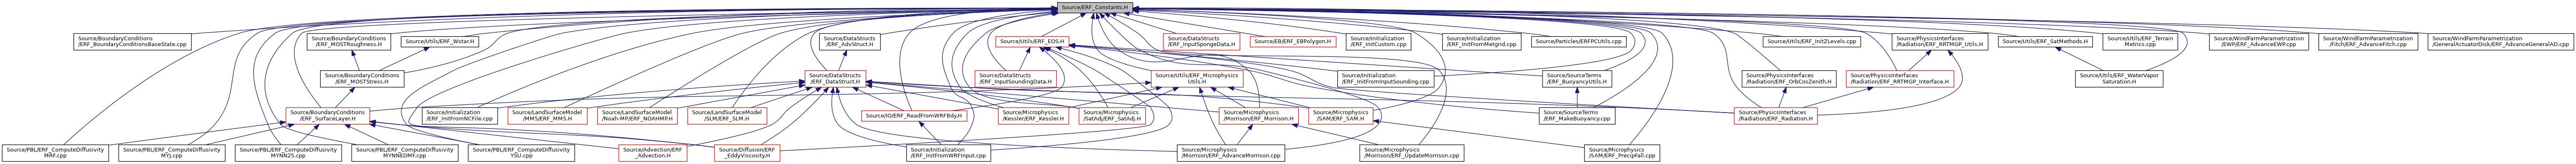 Source/ERF_Constants.H
Source/BoundaryConditions
/ERF_BoundaryConditionsBaseState.cpp
Source/BoundaryConditions
/ERF_MOSTRoughness.H
Source/Utils/ERF_Wstar.H
Source/DataStructs
/ERF_AdvStruct.H
Source/Utils/ERF_EOS.H
Source/DataStructs
/ERF_InputSpongeData.H
Source/EB/ERF_EBPolygon.H
Source/Initialization
/ERF_InitCustom.cpp
Source/Initialization
/ERF_InitFromMetgrid.cpp
Source/Particles/ERFPCUtils.cpp
Source/Utils/ERF_InitZLevels.cpp
Source/PhysicsInterfaces
/Radiation/ERF_RRTMGP_Utils.H
Source/Utils/ERF_SatMethods.H
Source/Utils/ERF_Terrain
Metrics.cpp
Source/WindFarmParametrization
/EWP/ERF_AdvanceEWP.cpp
Source/WindFarmParametrization
/Fitch/ERF_AdvanceFitch.cpp
Source/WindFarmParametrization
/GeneralActuatorDisk/ERF_AdvanceGeneralAD.cpp
Source/BoundaryConditions
/ERF_MOSTStress.H
Source/DataStructs
/ERF_DataStruct.H
Source/DataStructs
/ERF_InputSoundingData.H
Source/Utils/ERF_Microphysics
Utils.H
Source/Initialization
/ERF_InitFromInputSounding.cpp
Source/SourceTerms
/ERF_BuoyancyUtils.H
Source/PhysicsInterfaces
/Radiation/ERF_OrbCosZenith.H
Source/PhysicsInterfaces
/Radiation/ERF_RRTMGP_Interface.H
Source/Utils/ERF_WaterVapor
Saturation.H
Source/BoundaryConditions
/ERF_SurfaceLayer.H
Source/Initialization
/ERF_InitFromNCFile.cpp
Source/LandSurfaceModel
/MM5/ERF_MM5.H
Source/LandSurfaceModel
/Noah-MP/ERF_NOAHMP.H
Source/LandSurfaceModel
/SLM/ERF_SLM.H
Source/IO/ERF_ReadFromWRFBdy.H
Source/Microphysics
/Kessler/ERF_Kessler.H
Source/Microphysics
/SatAdj/ERF_SatAdj.H
Source/Microphysics
/Morrison/ERF_Morrison.H
Source/Microphysics
/SAM/ERF_SAM.H
Source/SourceTerms
/ERF_MakeBuoyancy.cpp
Source/PhysicsInterfaces
/Radiation/ERF_Radiation.H
Source/PBL/ERF_ComputeDiffusivity
MRF.cpp
Source/PBL/ERF_ComputeDiffusivity
MYJ.cpp
Source/PBL/ERF_ComputeDiffusivity
MYNN25.cpp
Source/PBL/ERF_ComputeDiffusivity
MYNNEDMF.cpp
Source/PBL/ERF_ComputeDiffusivity
YSU.cpp
Source/Advection/ERF
_Advection.H
Source/Diffusion/ERF
_EddyViscosity.H
Source/Initialization
/ERF_InitFromWRFInput.cpp
Source/Microphysics
/Morrison/ERF_AdvanceMorrison.cpp
Source/Microphysics
/Morrison/ERF_UpdateMorrison.cpp
Source/Microphysics
/SAM/ERF_PrecipFall.cpp